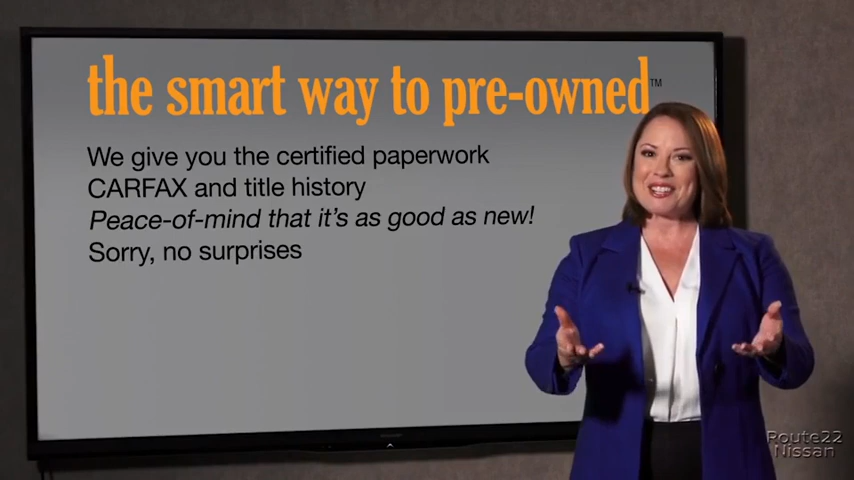 the smart way to pre-owned™
We give you the certified paperwork
CARFAX and title history
Peace-of-mind that it's as good as new!
Sorry, no surprises
Route22
Nissan